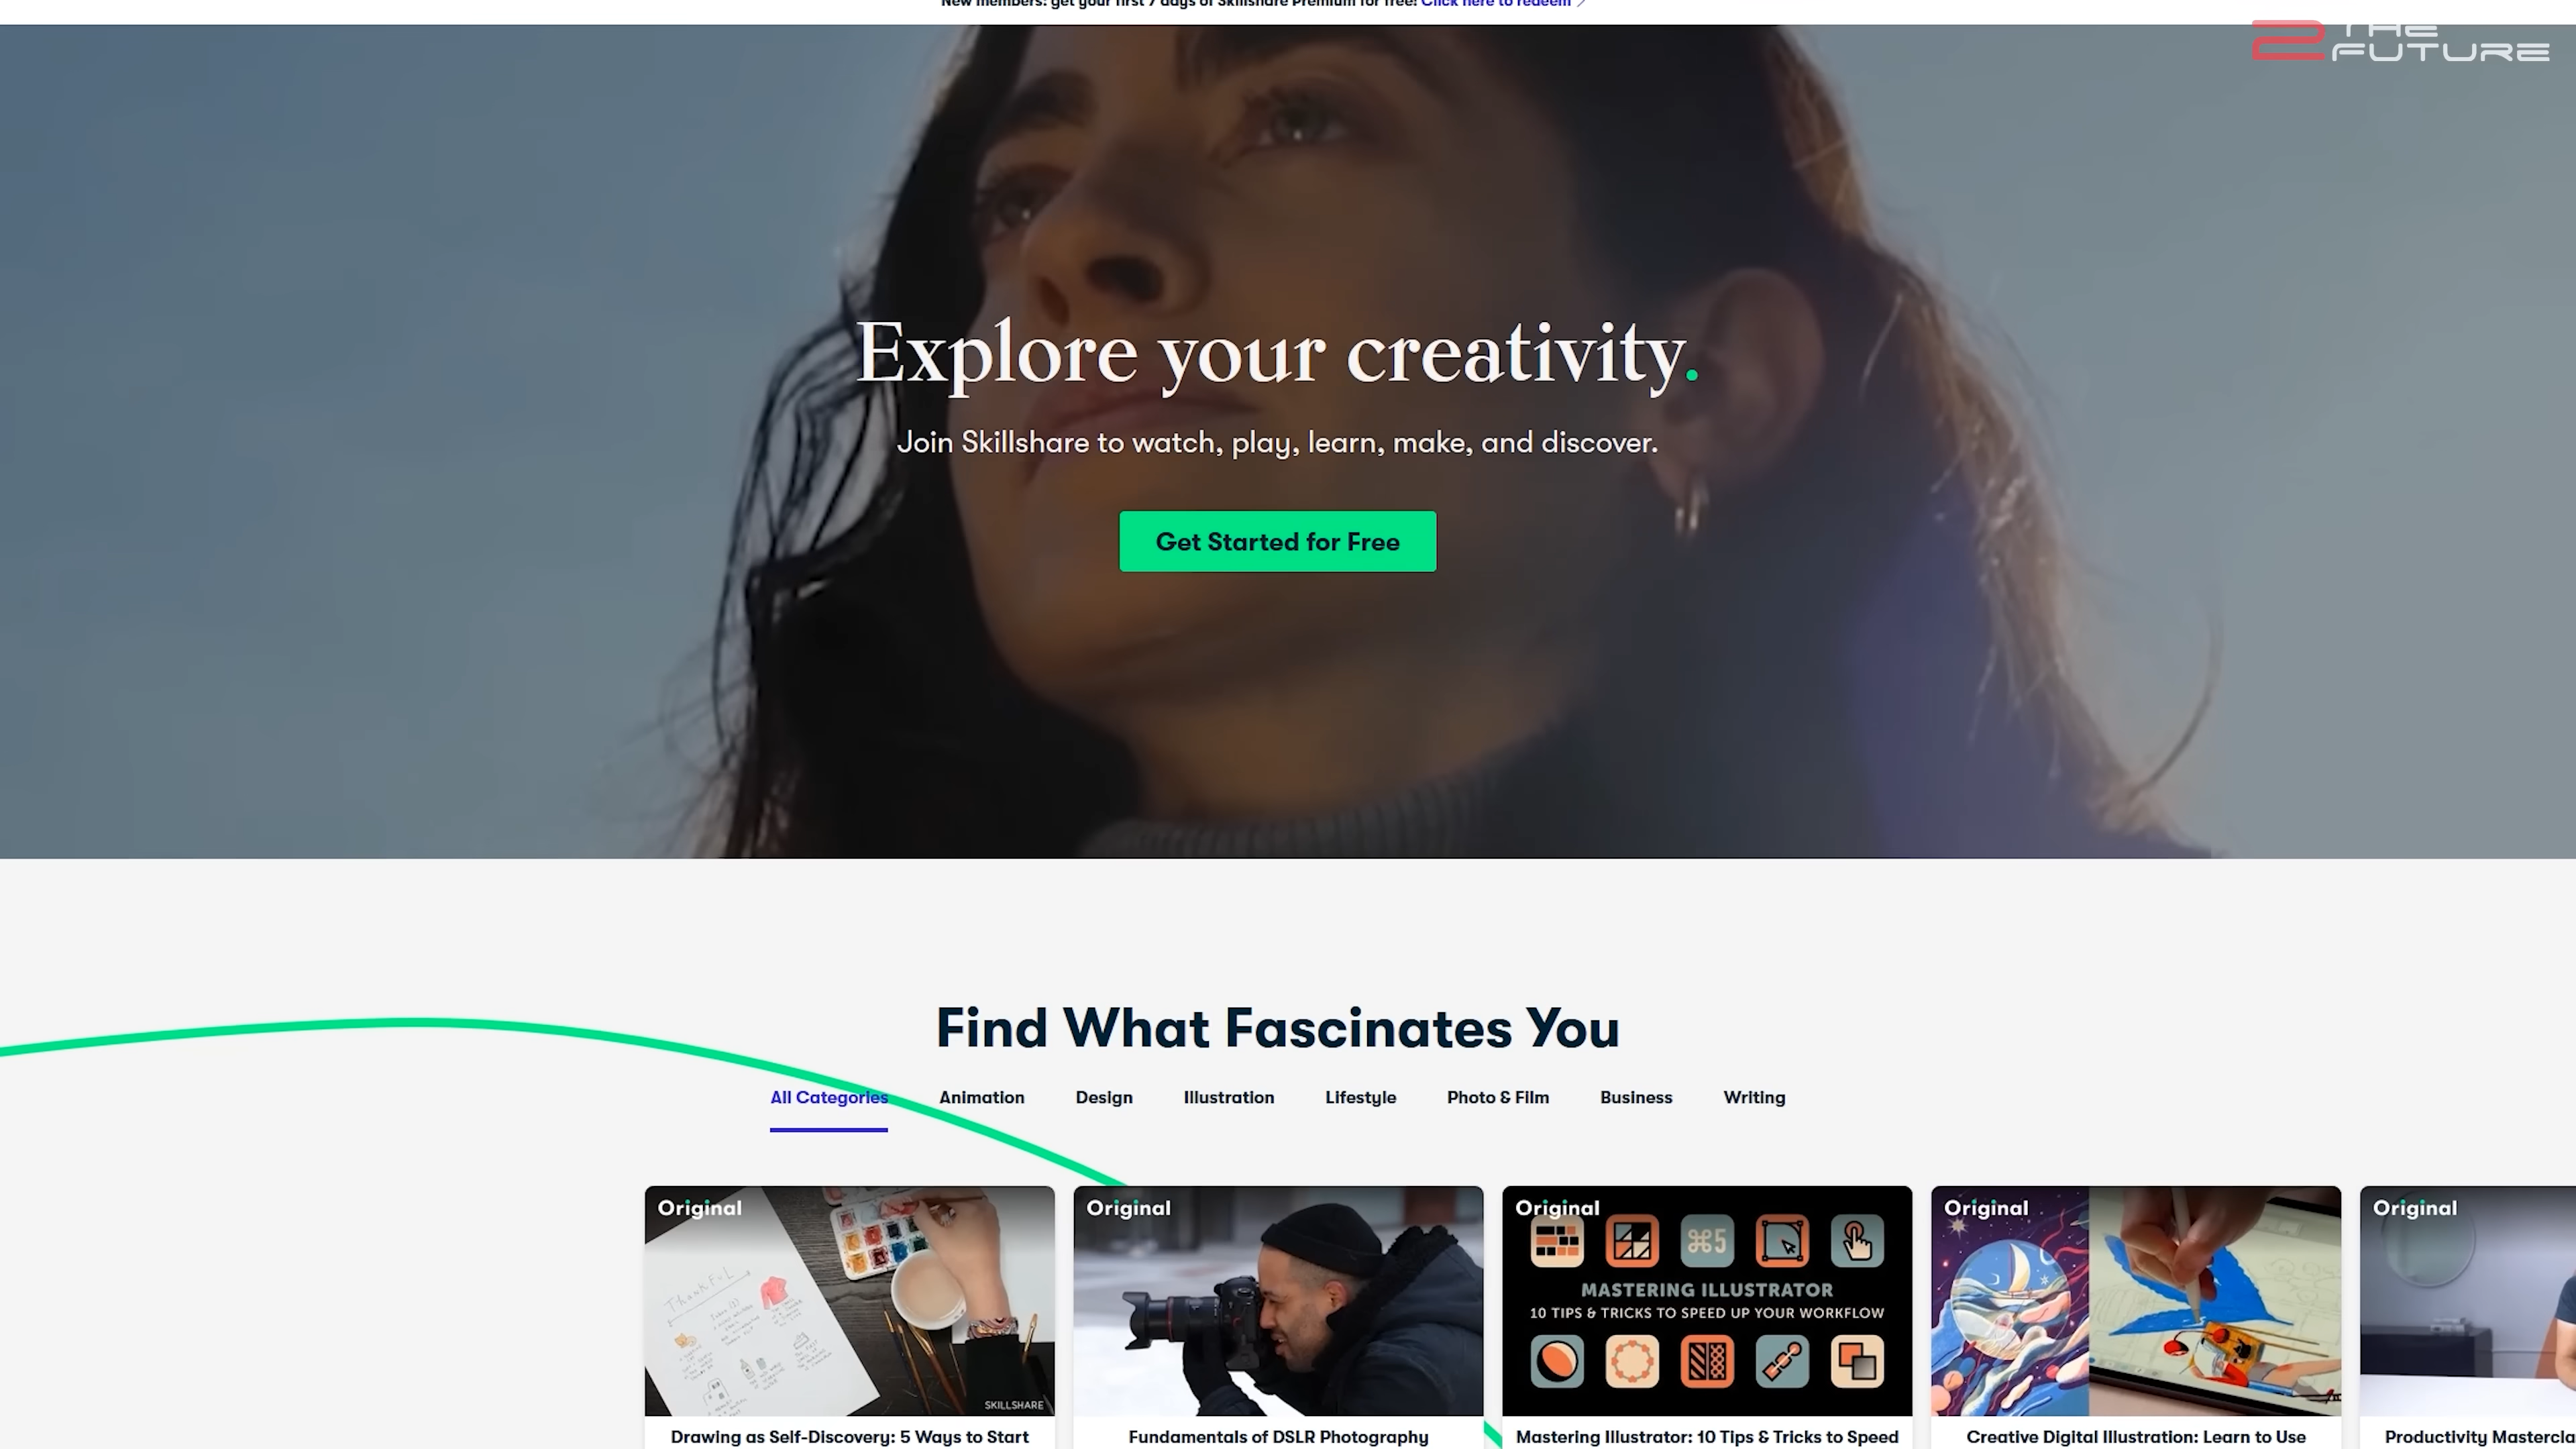 New members: get your first 7 days of Skillshare Premium for free! Click here to redeem
2 THE
FUTURE
Explore your creativity.
Join Skillshare to watch, play, learn, make, and discover.
Get Started for Free
Find What Fascinates You
All Categories Animation Design Illustration Lifestyle Photo & Film Business Writing
Original Original Original Original Original
THANKFUL
⌘5
MASTERING ILLUSTRATOR
10 TIPS & TRICKS TO SPEED UP YOUR WORKFLOW
SKILLSHARE
Drawing as Self-Discovery: 5 Ways to Start Fundamentals of DSLR Photography Mastering Illustrator: 10 Tips & Tricks to Speed Creative Digital Illustration: Learn to Use Productivity